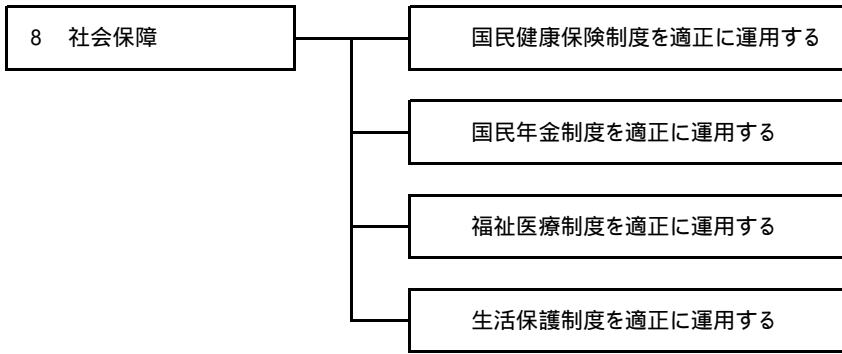 8 社会保障
国民健康保険制度を適正に運用する
国民年金制度を適正に運用する
福祉医療制度を適正に運用する
生活保護制度を適正に運用する